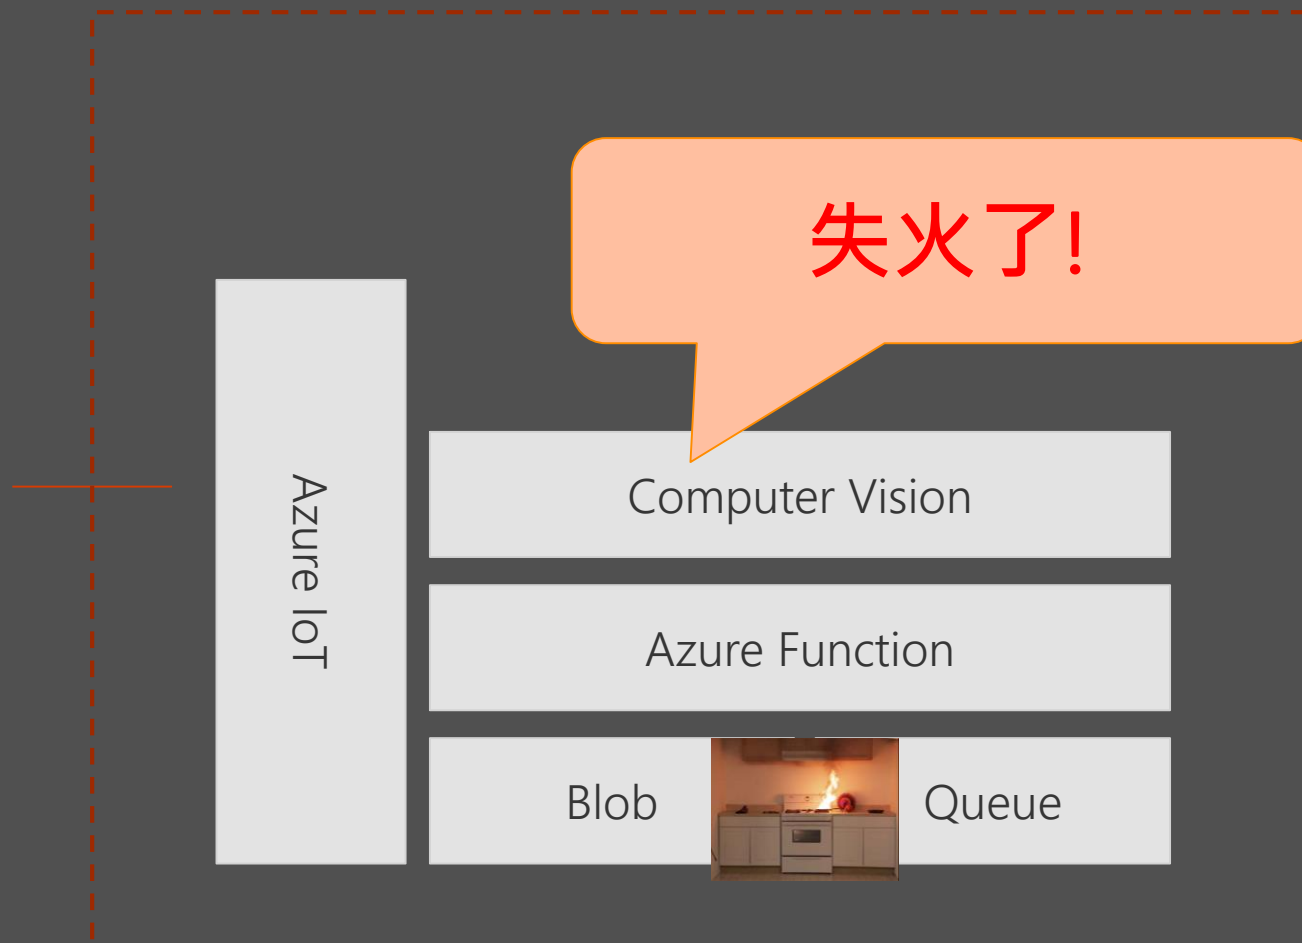 失火了!
Azure IoT
Computer Vision
Azure Function
Blob
Queue